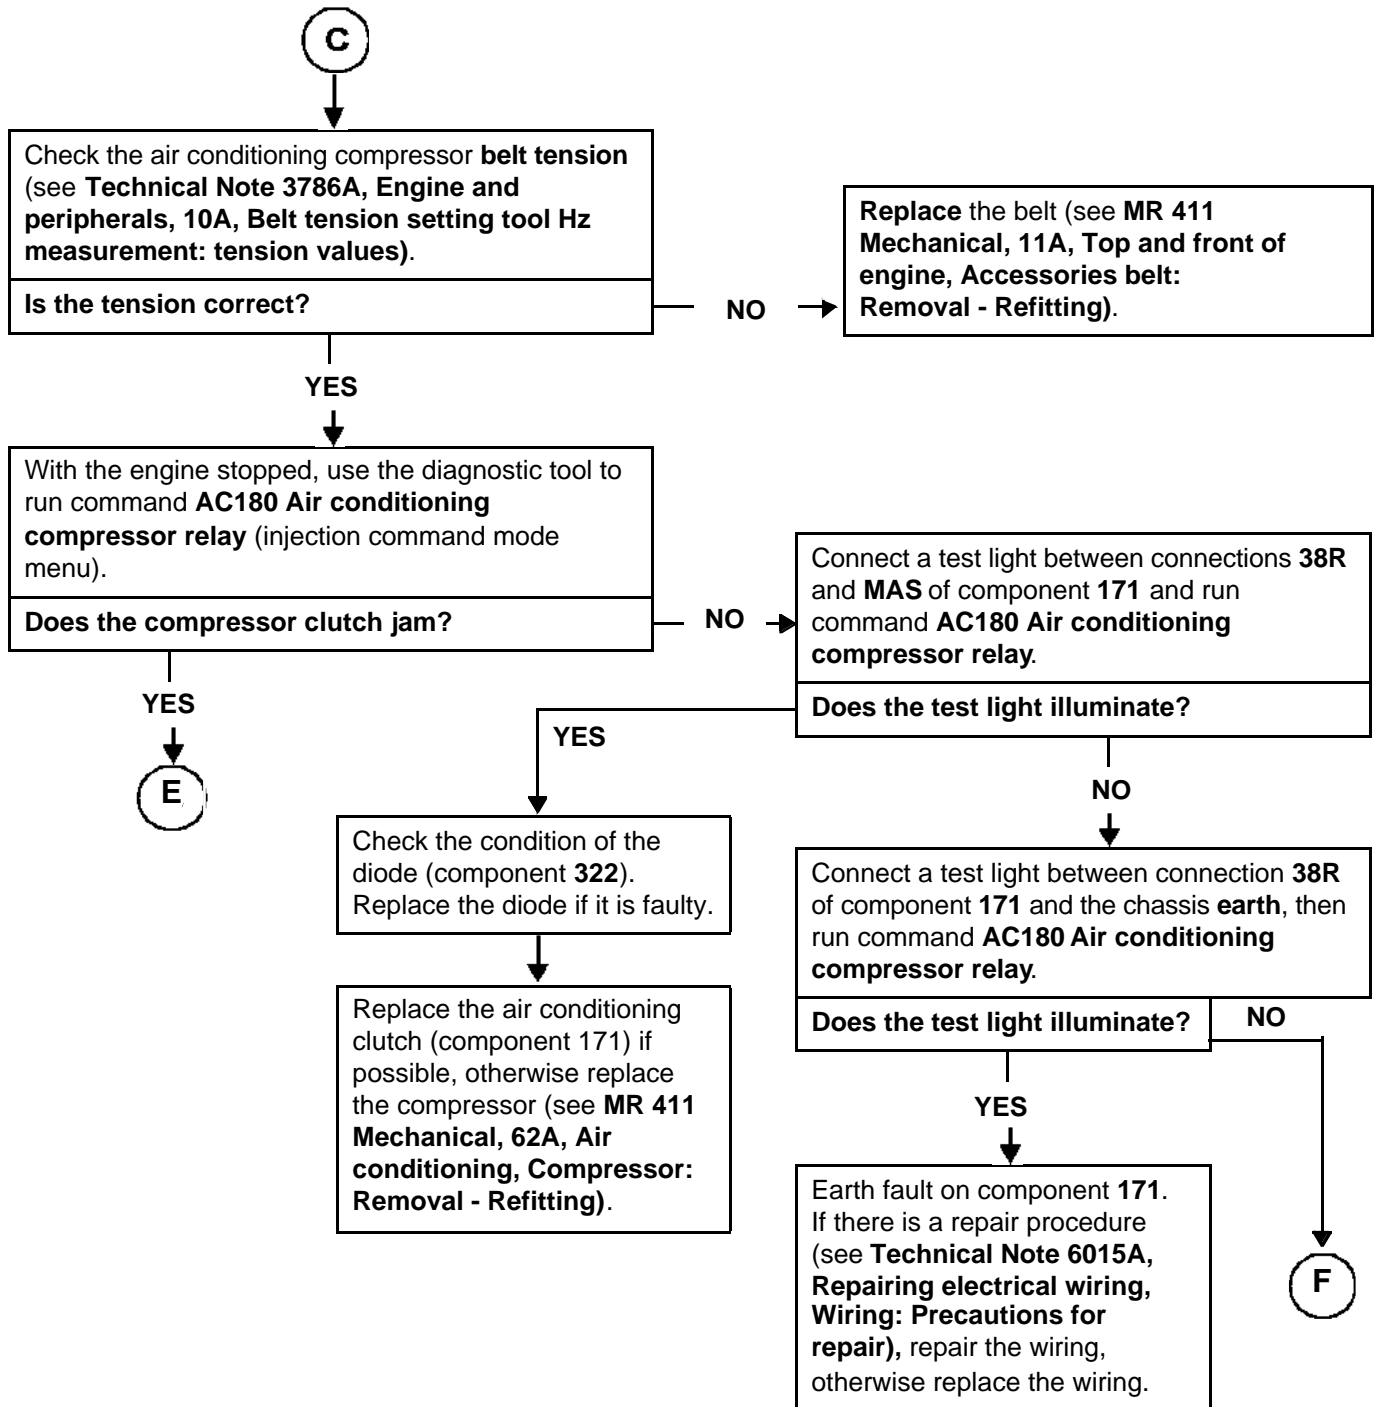 C
Check the air conditioning compressor belt tension
(see Technical Note 3786A, Engine and
peripherals, 10A, Belt tension setting tool Hz
measurement: tension values).
Is the tension correct?
NO
Replace the belt (see MR 411
Mechanical, 11A, Top and front of
engine, Accessories belt:
Removal - Refitting).
YES
With the engine stopped, use the diagnostic tool to
run command AC180 Air conditioning
compressor relay (injection command mode
menu).
Does the compressor clutch jam?
NO
Connect a test light between connections 38R
and MAS of component 171 and run
command AC180 Air conditioning
compressor relay.
Does the test light illuminate?
YES
E
YES
Check the condition of the
diode (component 322).
Replace the diode if it is faulty.
Replace the air conditioning
clutch (component 171) if
possible, otherwise replace
the compressor (see MR 411
Mechanical, 62A, Air
conditioning, Compressor:
Removal - Refitting).
NO
Connect a test light between connection 38R
of component 171 and the chassis earth, then
run command AC180 Air conditioning
compressor relay.
Does the test light illuminate?
NO
YES
Earth fault on component 171.
If there is a repair procedure
(see Technical Note 6015A,
Repairing electrical wiring,
Wiring: Precautions for
repair), repair the wiring,
otherwise replace the wiring.
F